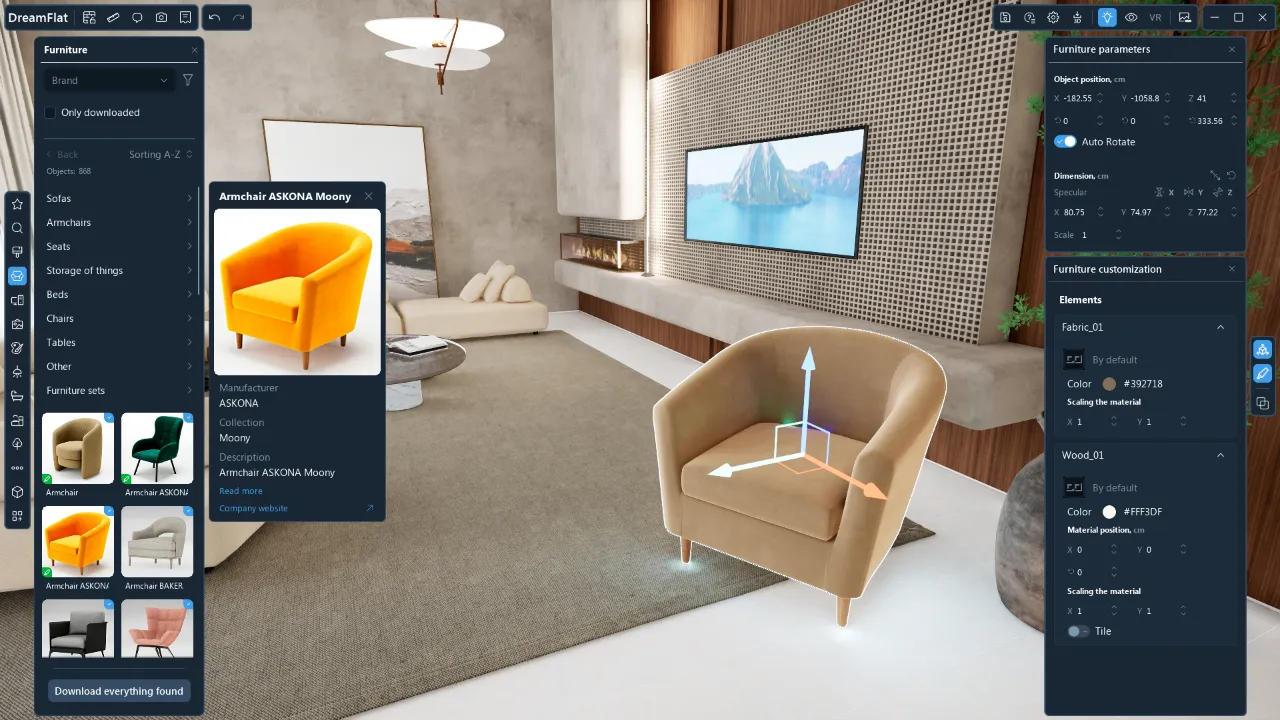 DreamFlat
VR
Furniture
Brand
Only downloaded
Back
Sorting A-Z
Objects: 868
Sofas
Armchairs
Seats
Storage of things
Beds
Chairs
Tables
Other
Furniture sets
Armchair
Armchair ASKONA
Armchair ASKONA
Armchair BAKER
Download everything found
Armchair ASKONA Moony
Manufacturer
ASKONA
Collection
Moony
Description
Armchair ASKONA Moony
Read more
Company website
Furniture parameters
Object position, cm
X -182.55 Y -1058.8 Z 41
0 0 333.56
Auto Rotate
Dimension, cm
Specular X Y Z
X 80.75 Y 74.97 Z 77.22
Scale 1
Furniture customization
Elements
Fabric_01
By default
Color #392718
Scaling the material
X 1 Y 1
Wood_01
By default
Color #FFF3DF
Material position, cm
X 0 Y 0
0
Scaling the material
X 1 Y 1
Tile